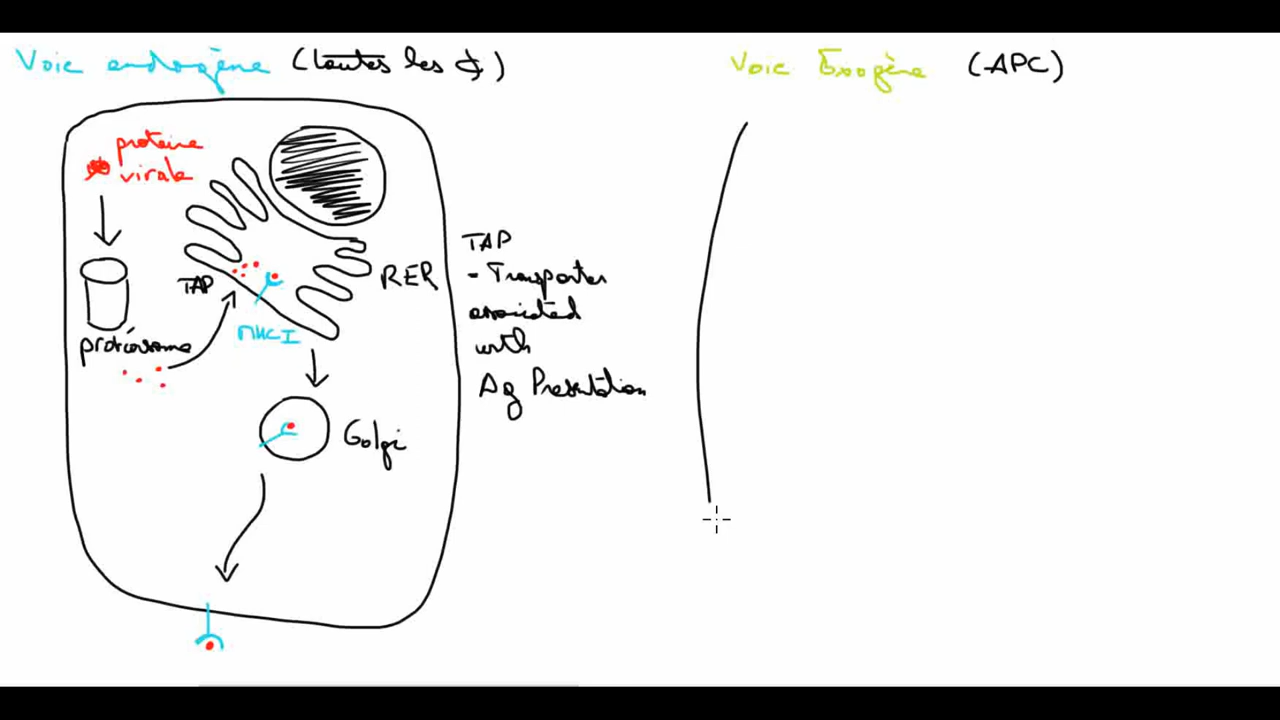 Voie endogène (toutes les ¢)
Voie Exogène (APC)
protéine
virale
TAP
RER
MHC I
protéosome
Golgi
TAP
- Transporter
associated
with
Ag Presentation